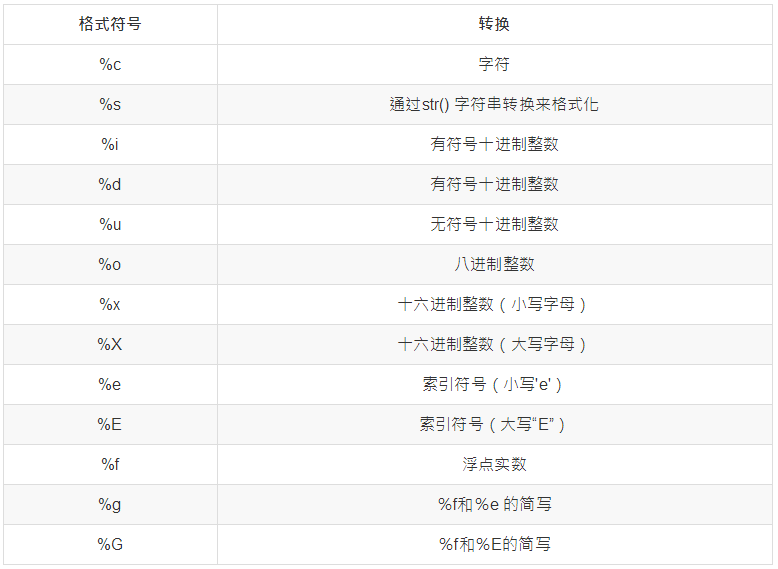 格式符号 转换
%c 字符
%s 通过str() 字符串转换来格式化
%i 有符号十进制整数
%d 有符号十进制整数
%u 无符号十进制整数
%o 八进制整数
%x 十六进制整数（小写字母）
%X 十六进制整数（大写字母）
%e 索引符号（小写'e'）
%E 索引符号（大写“E”）
%f 浮点实数
%g %f和%e 的简写
%G %f和%E的简写